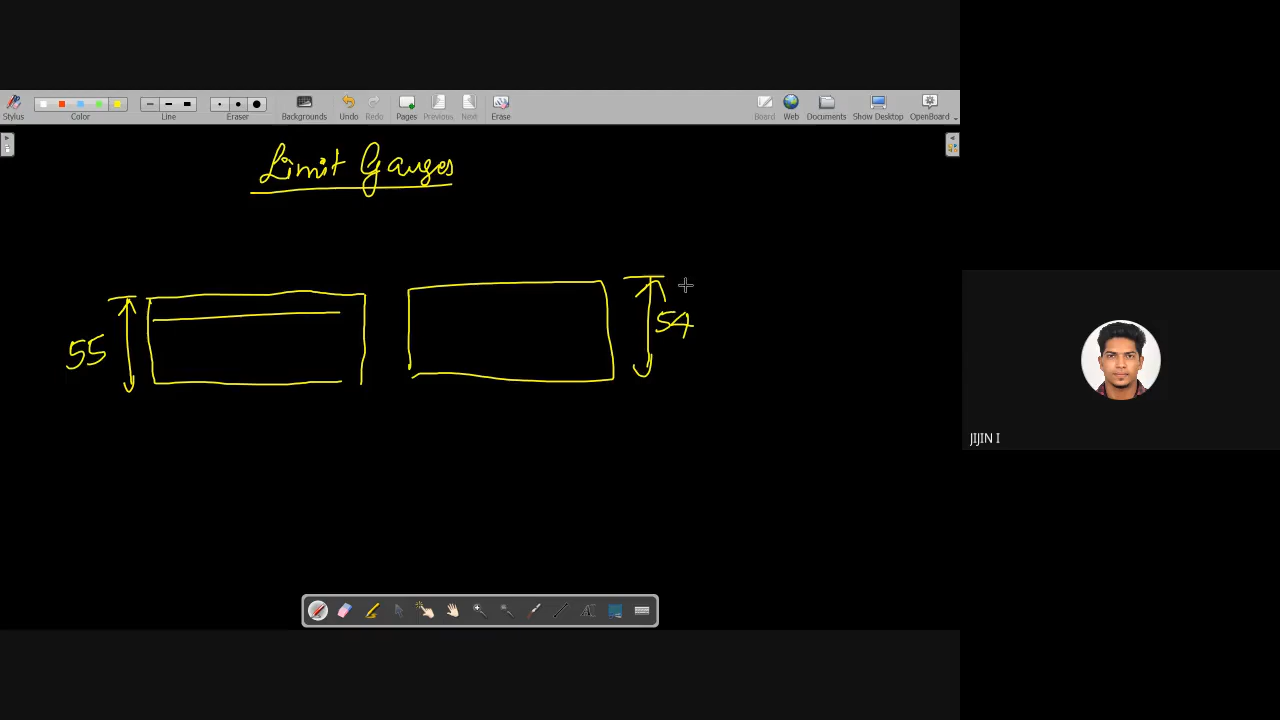 Stylus
Color
Line
Eraser
Backgrounds
Undo
Redo
Pages
Previous
Next
Erase
Board
Web
Documents
Show Desktop
OpenBoard
Limit Gauges
55
54
JIJIN I